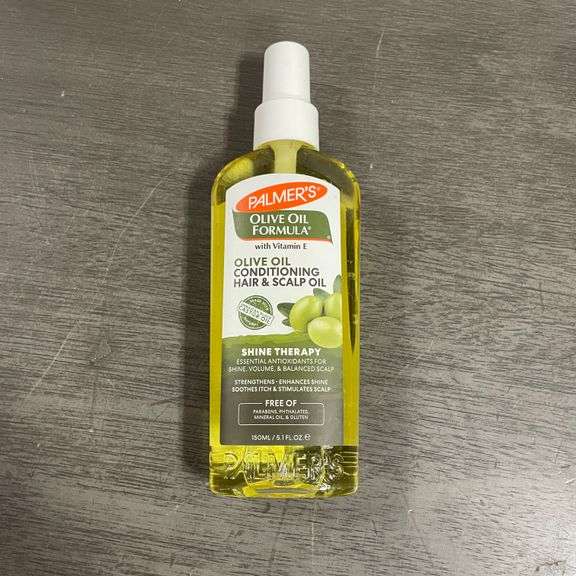 PALMER'S®
OLIVE OIL
FORMULA®
with Vitamin E
OLIVE OIL
CONDITIONING
HAIR & SCALP OIL
CASTOR OIL
SHINE THERAPY
ESSENTIAL ANTIOXIDANTS FOR
SHINE, VOLUME, & BALANCED SCALP
STRENGTHENS • ENHANCES SHINE
SOOTHES ITCH & STIMULATES SCALP
FREE OF
PARABENS, PHTHALATES,
MINERAL OIL, & GLUTEN
150ML / 5.1 FL OZ ℮
PALMER'S